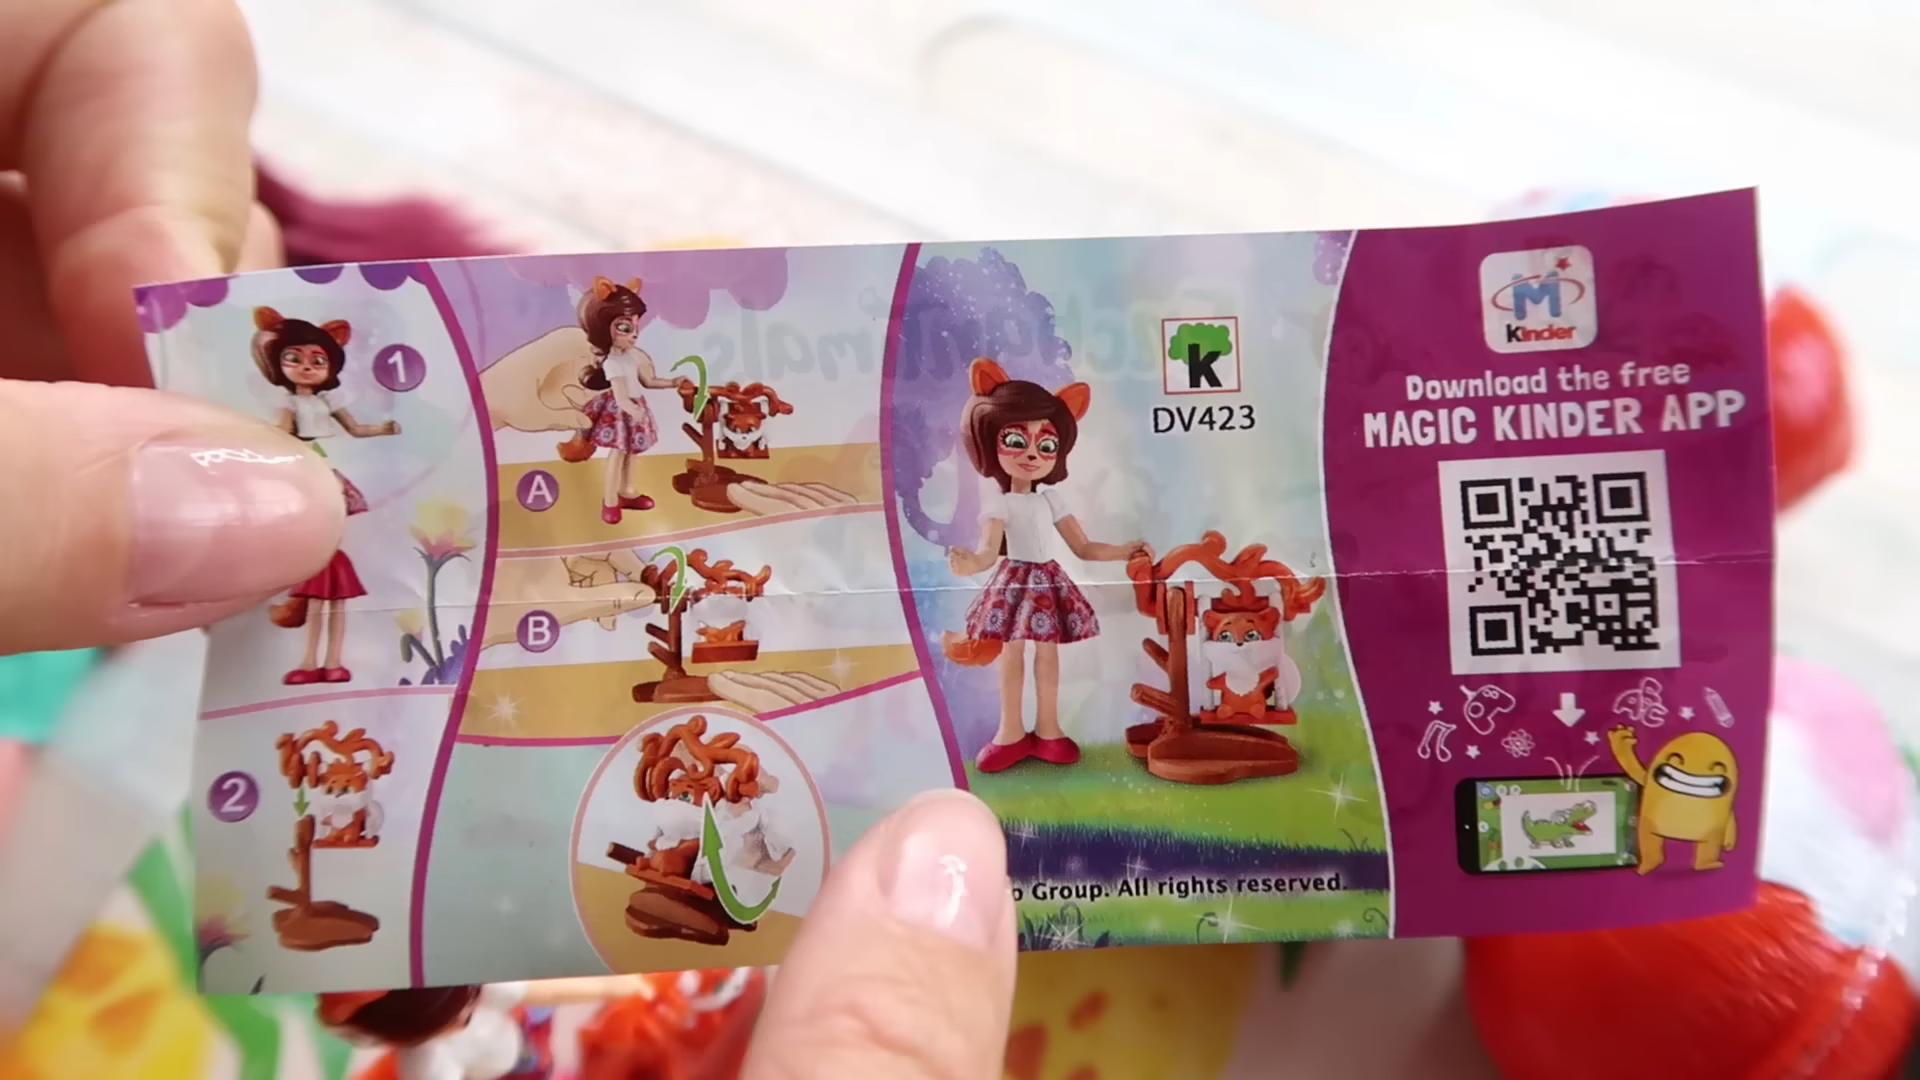 1
A
B
2
k
DV423
o Group. All rights reserved.
M
Kinder
Download the free
MAGIC KINDER APP